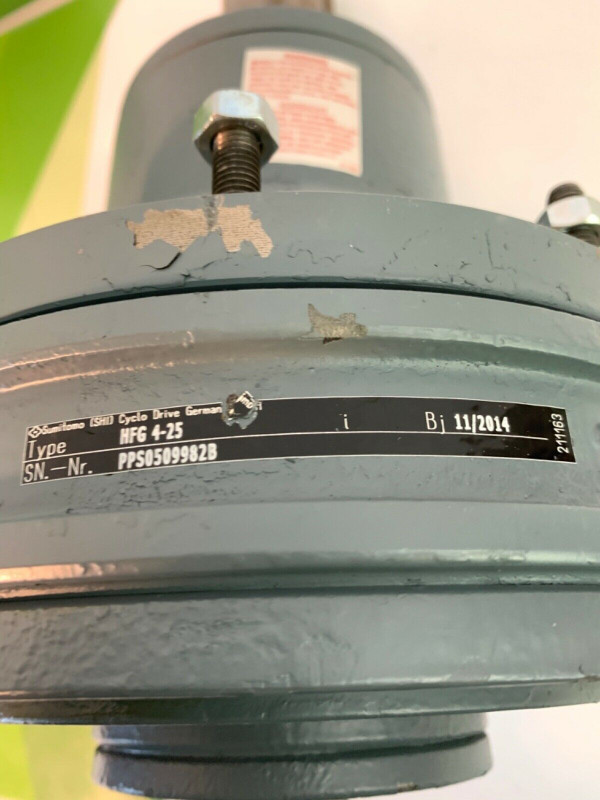 Sumitomo (SHI) Cyclo Drive German
Type HFG 4-25 i Bj 11/2014
SN.-Nr. PPS0509982B
211163